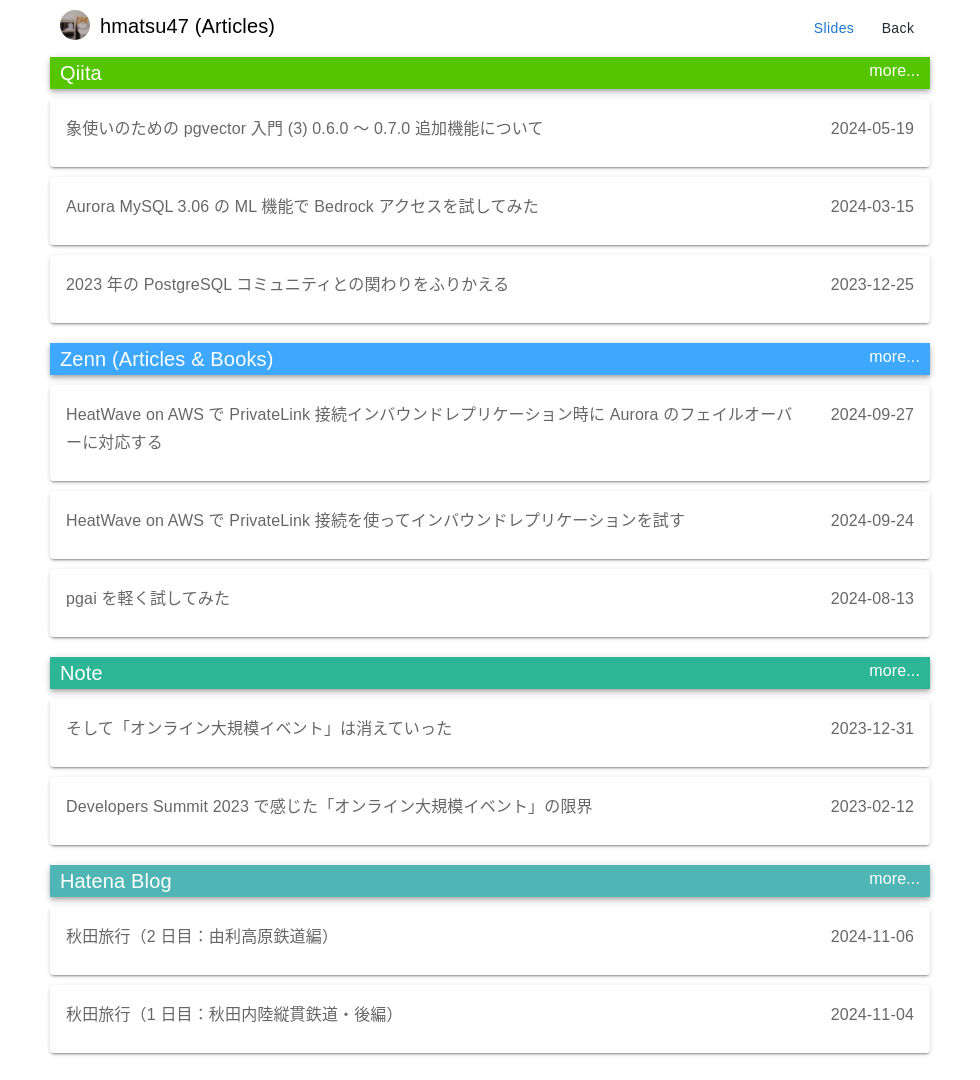 hmatsu47 (Articles)
Slides
Back
Qiita
more...
象使いのための pgvector 入門 (3) 0.6.0 〜 0.7.0 追加機能について
2024-05-19
Aurora MySQL 3.06 の ML 機能で Bedrock アクセスを試してみた
2024-03-15
2023 年の PostgreSQL コミュニティとの関わりをふりかえる
2023-12-25
Zenn (Articles & Books)
more...
HeatWave on AWS で PrivateLink 接続インバウンドレプリケーション時に Aurora のフェイルオーバ
ーに対応する
2024-09-27
HeatWave on AWS で PrivateLink 接続を使ってインバウンドレプリケーションを試す
2024-09-24
pgai を軽く試してみた
2024-08-13
Note
more...
そして「オンライン大規模イベント」は消えていった
2023-12-31
Developers Summit 2023 で感じた「オンライン大規模イベント」の限界
2023-02-12
Hatena Blog
more...
秋田旅行（2 日目：由利高原鉄道編）
2024-11-06
秋田旅行（1 日目：秋田内陸縦貫鉄道・後編）
2024-11-04